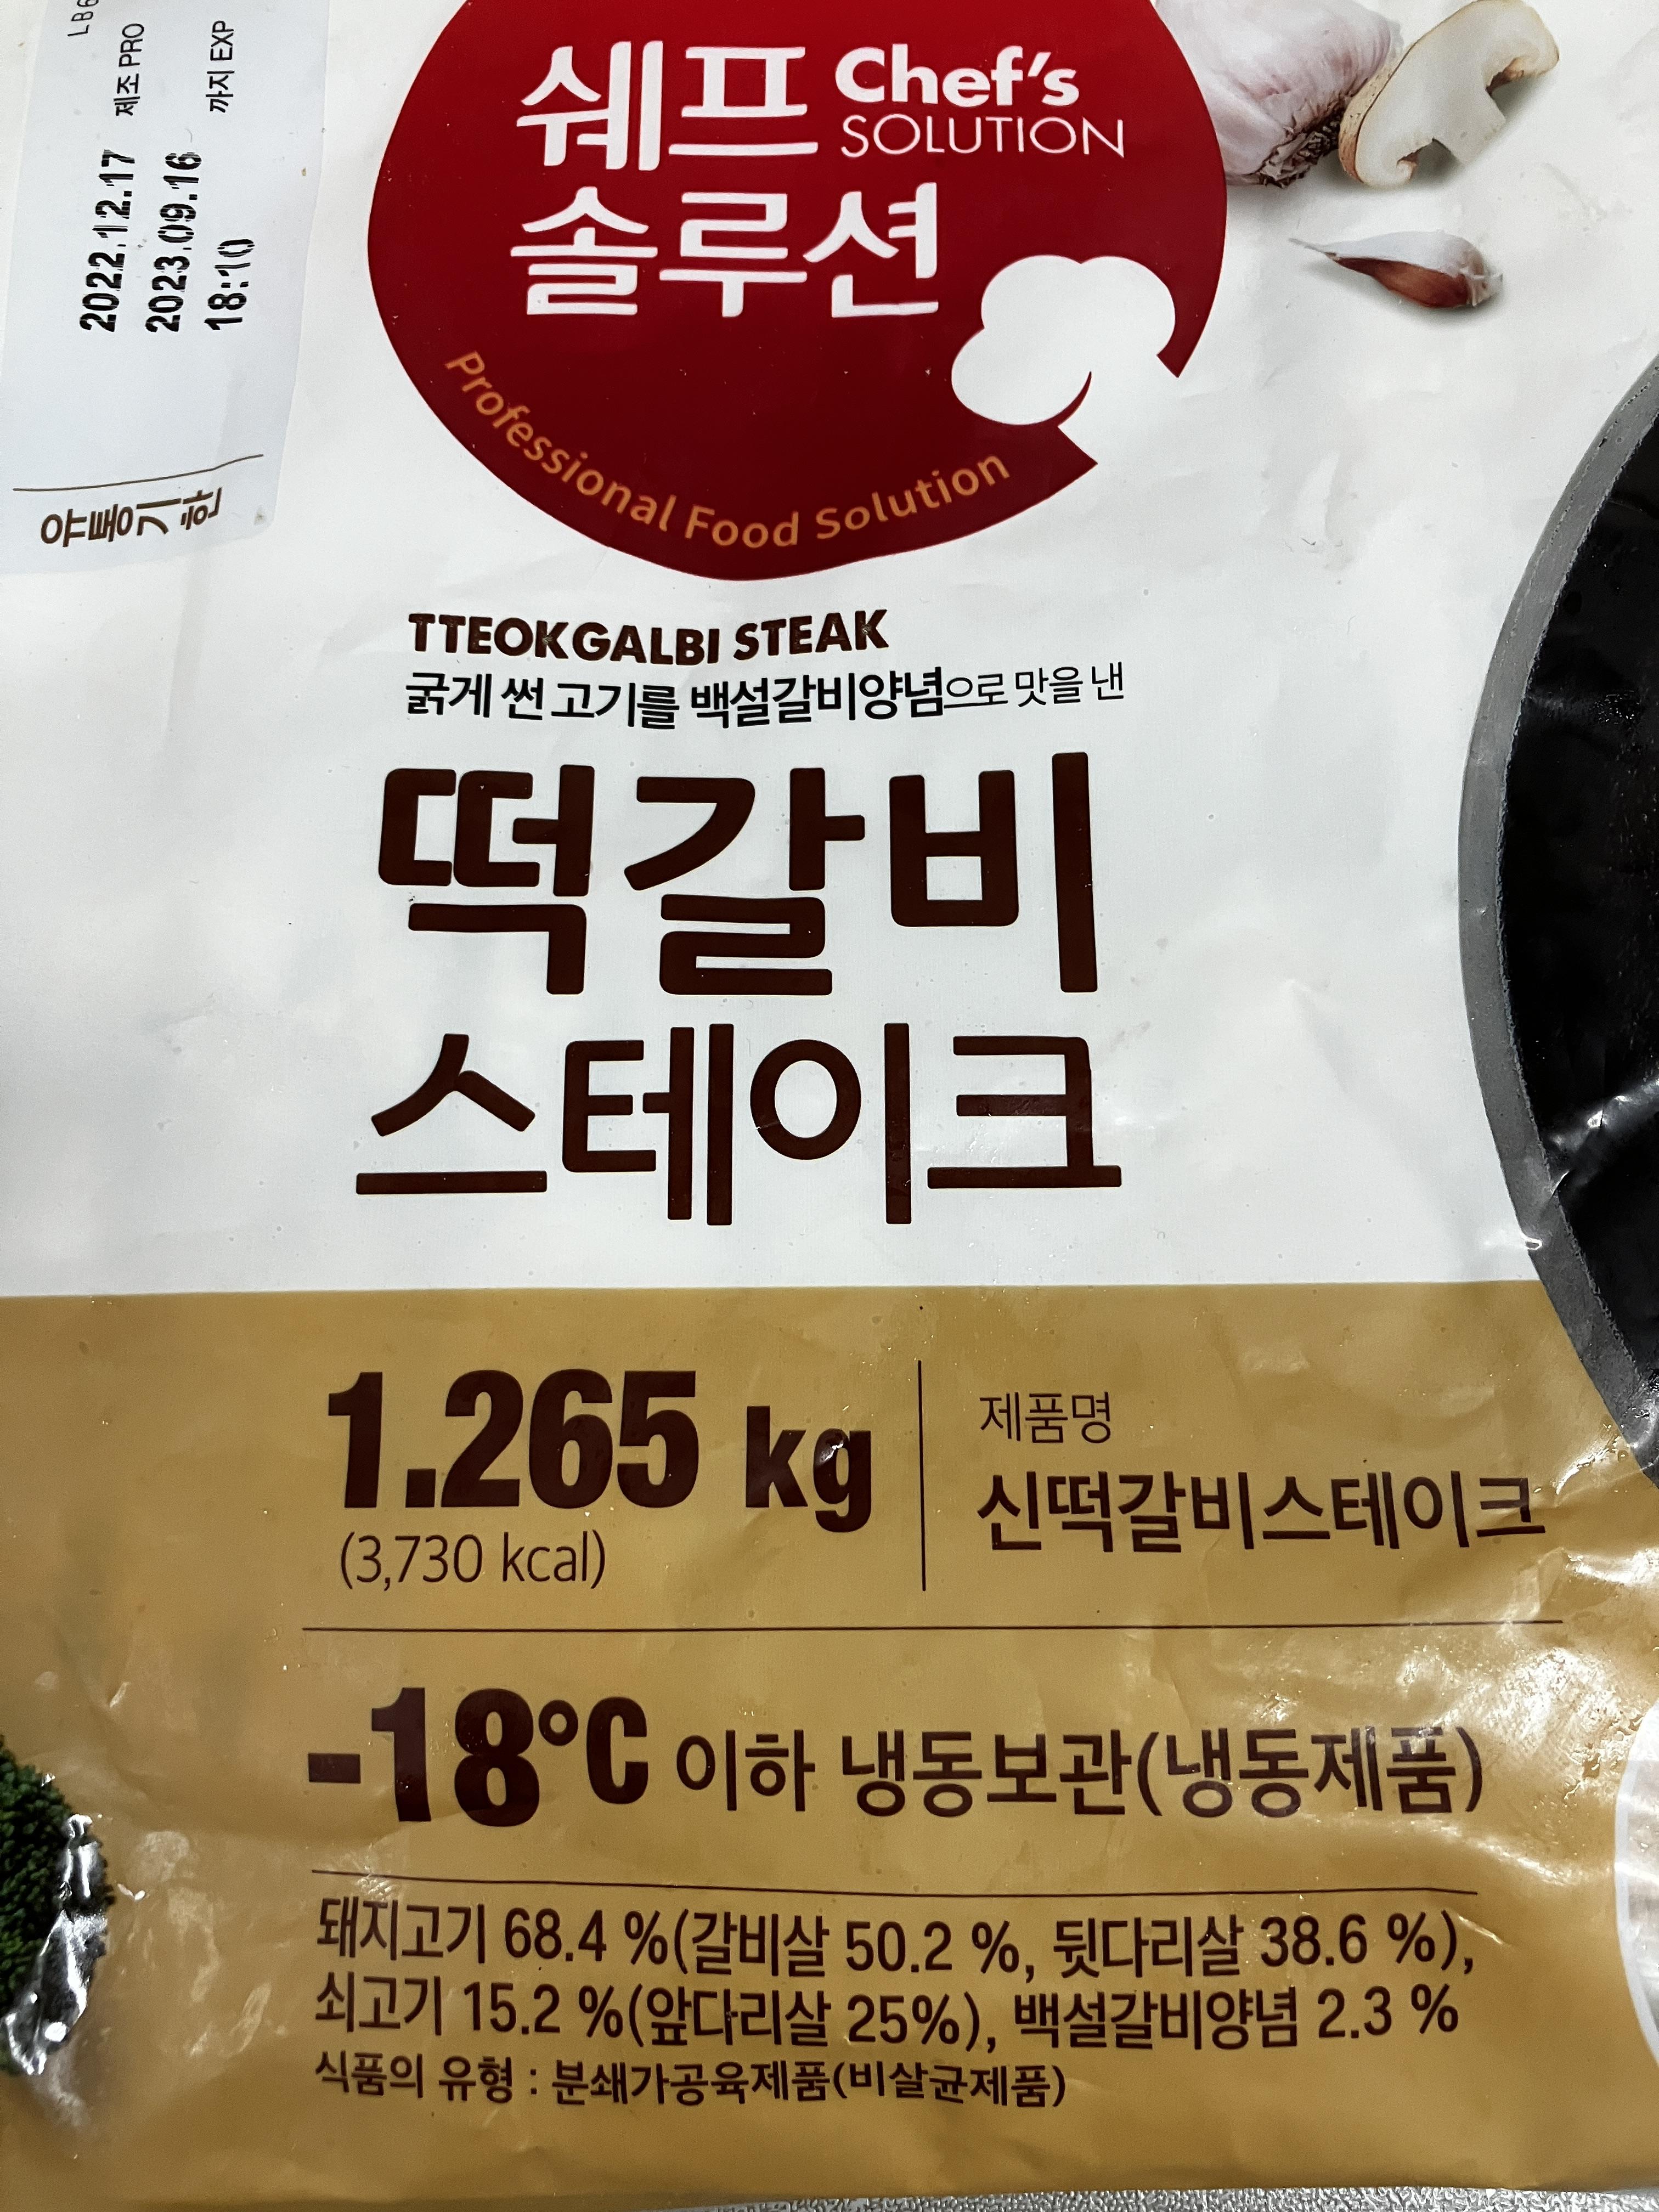 제조 PRO
까지 EXP
2022.12.17
2023.09.16
18:10
유통기한
쉐프 Chef's
SOLUTION
솔루션
Professional Food Solution
TTEOKGALBI STEAK
굵게 썬 고기를 백설갈비양념으로 맛을 낸
떡갈비
스테이크
1.265 kg
(3,730 kcal)
제품명
신떡갈비스테이크
-18℃ 이하 냉동보관(냉동제품)
돼지고기 68.4 %(갈비살 50.2 %, 뒷다리살 38.6 %),
쇠고기 15.2 %(앞다리살 25%), 백설갈비양념 2.3 %
식품의 유형 : 분쇄가공육제품(비살균제품)